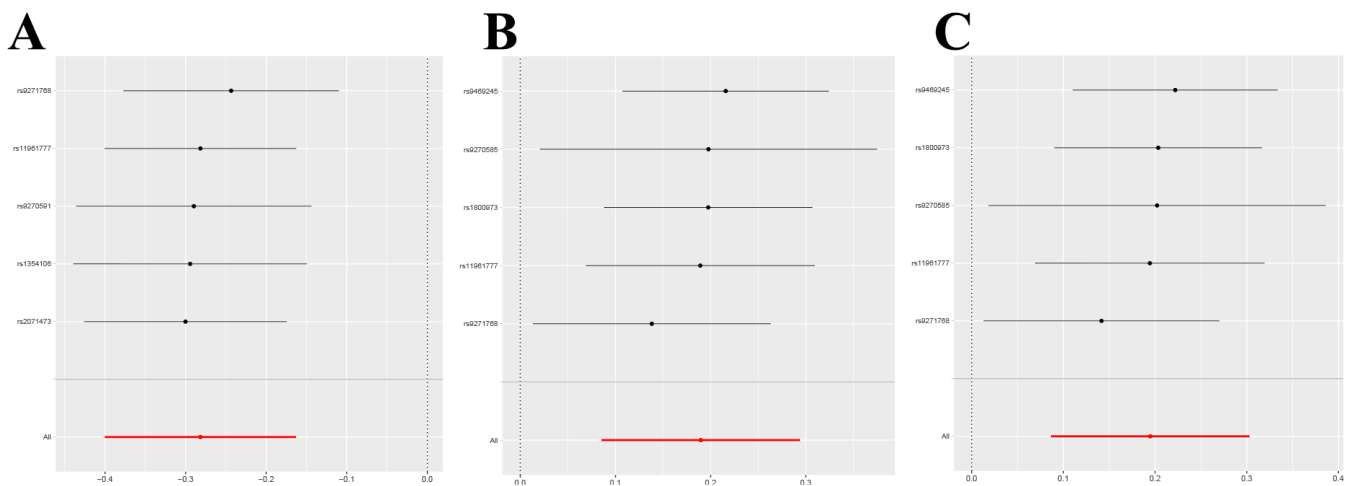 A
rs9271768
rs11961777
rs9270591
rs1354106
rs2071473
All
−0.4 −0.3 −0.2 −0.1 0.0
B
rs9469245
rs9270585
rs1800973
rs11961777
rs9271768
All
0.0 0.1 0.2 0.3
C
rs9469245
rs1800973
rs9270585
rs11961777
rs9271768
All
0.0 0.1 0.2 0.3 0.4